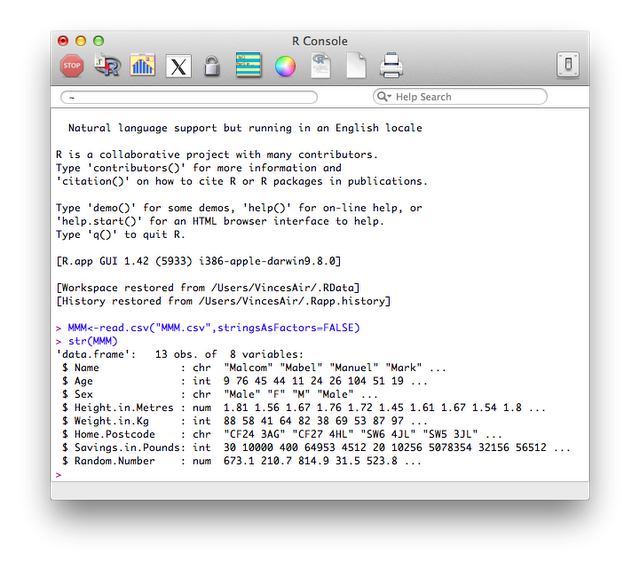 R Console
STOP
R
X
~
Help Search
Natural language support but running in an English locale
R is a collaborative project with many contributors.
Type 'contributors()' for more information and
'citation()' on how to cite R or R packages in publications.
Type 'demo()' for some demos, 'help()' for on-line help, or
'help.start()' for an HTML browser interface to help.
Type 'q()' to quit R.
[R.app GUI 1.42 (5933) i386-apple-darwin9.8.0]
[Workspace restored from /Users/VincesAir/.RData]
[History restored from /Users/VincesAir/.Rapp.history]
> MMM<-read.csv("MMM.csv",stringsAsFactors=FALSE)
> str(MMM)
'data.frame':   13 obs. of  8 variables:
 $ Name             : chr  "Malcom" "Mabel" "Manuel" "Mark" ...
 $ Age              : int  9 76 45 44 11 24 26 104 51 19 ...
 $ Sex              : chr  "Male" "F" "M" "Male" ...
 $ Height.in.Metres : num  1.81 1.56 1.67 1.76 1.72 1.45 1.61 1.67 1.54 1.8 ...
 $ Weight.in.Kg     : int  88 58 41 64 82 38 69 53 87 97 ...
 $ Home.Postcode    : chr  "CF24 3AG" "CF27 4HL" "SW6 4JL" "SW5 3JL" ...
 $ Savings.in.Pounds: int  30 10000 400 64953 4512 20 10256 5078354 32156 56512 ...
 $ Random.Number    : num  673.1 210.7 814.9 31.5 523.8 ...
>